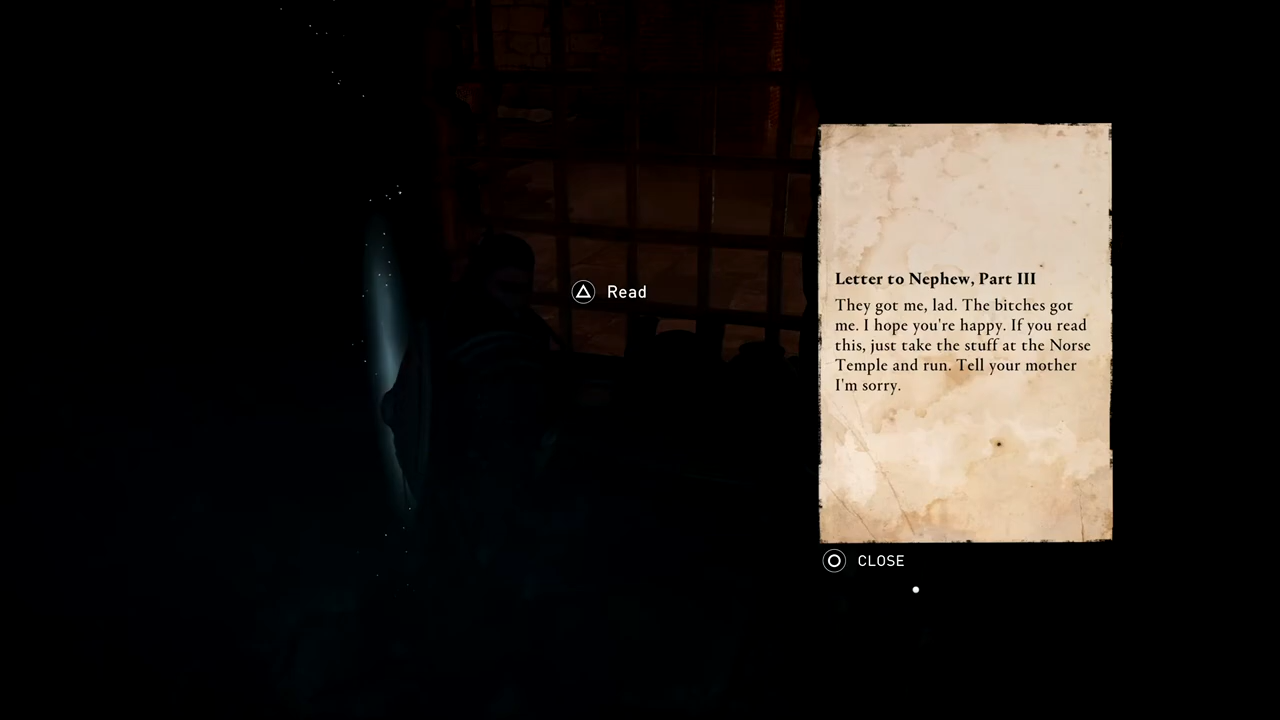 Read
Letter to Nephew, Part III
They got me, lad. The bitches got
me. I hope you're happy. If you read
this, just take the stuff at the Norse
Temple and run. Tell your mother
I'm sorry.
CLOSE